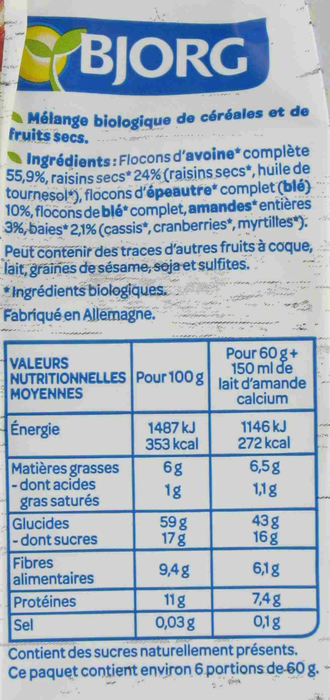 BJORG
Mélange biologique de céréales et de
fruits secs.
Ingrédients: Flocons d'avoine* complète
55,9%, raisins secs* 24% (raisins secs*, huile de
tournesol*), flocons d'épeautre* complet (blé)
10%, flocons de blé* complet, amandes* entières
3%, baies* 2,1% (cassis*, cranberries*, myrtilles*).
Peut contenir des traces d'autres fruits à coque,
lait, graines de sésame, soja et sulfites.
*Ingrédients biologiques.
Fabriqué en Allemagne.
VALEURS
NUTRITIONNELLES
MOYENNES
Pour 100 g
Pour 60 g +
150 ml de
lait d'amande
calcium
Énergie
1487 kJ
353 kcal
1146 kJ
272 kcal
Matières grasses
- dont acides
gras saturés
6 g
1 g
6,5 g
1,1 g
Glucides
- dont sucres
59 g
17 g
43 g
16 g
Fibres
alimentaires
9,4 g
6,1 g
Protéines
11 g
7,4 g
Sel
0,03 g
0,1 g
Contient des sucres naturellement présents.
Ce paquet contient environ 6 portions de 60 g.